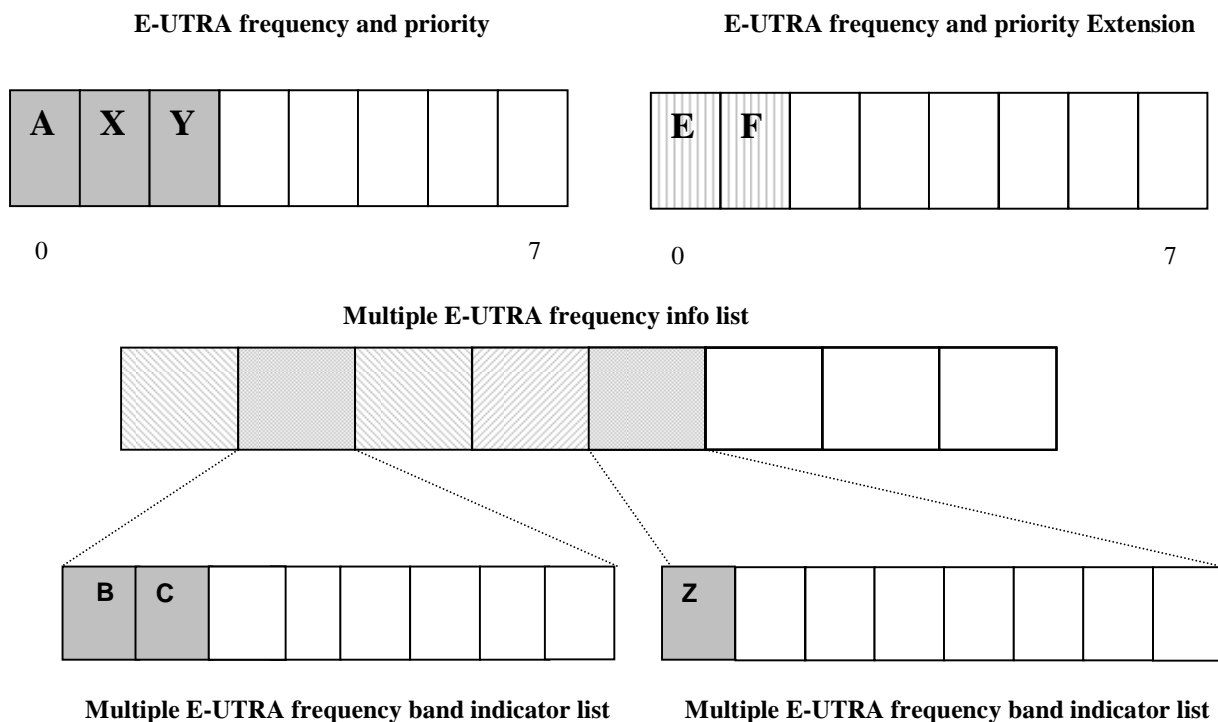 E-UTRA frequency and priority
E-UTRA frequency and priority Extension
A X Y
E F
0 7
0 7
Multiple E-UTRA frequency info list
B C
Z
Multiple E-UTRA frequency band indicator list
Multiple E-UTRA frequency band indicator list